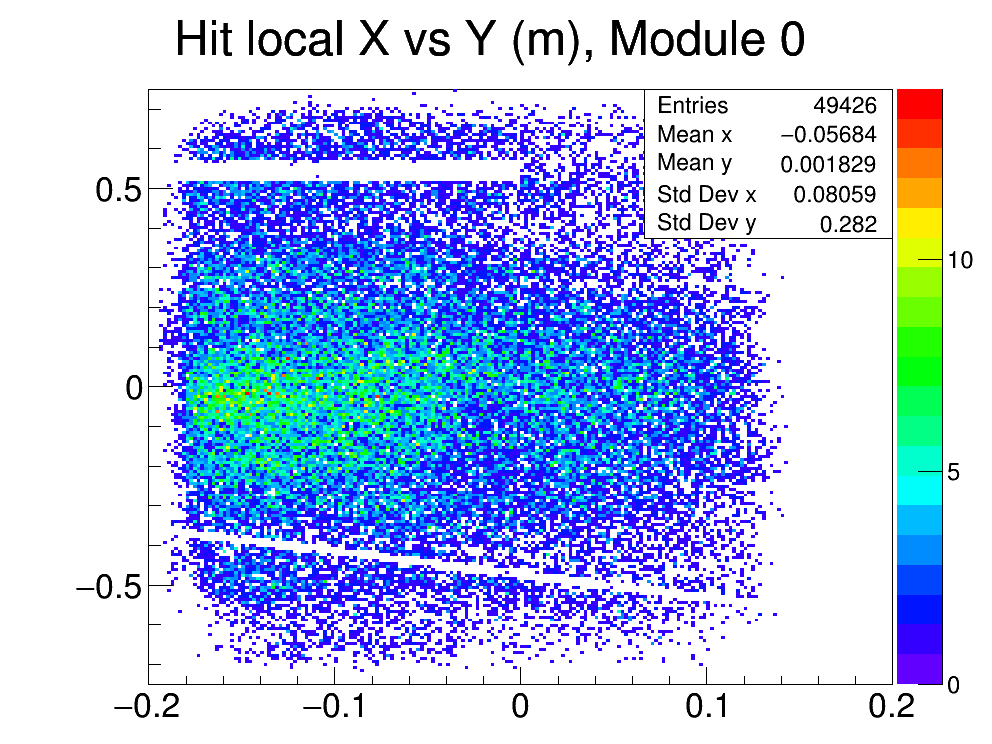 Hit local X vs Y (m), Module 0
Entries 49426
Mean x −0.05684
Mean y 0.001829
Std Dev x 0.08059
Std Dev y 0.282
0.5
0
−0.5
−0.2 −0.1 0 0.1 0.2
10
5
0